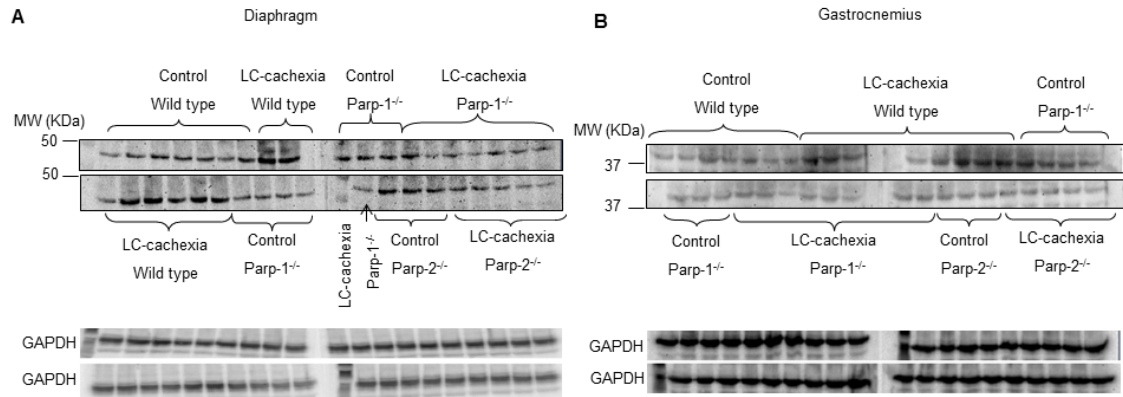 A
Diaphragm
Control
Wild type
LC-cachexia
Wild type
Control
Parp-1-/-
LC-cachexia
Parp-1-/-
MW (KDa)
50
50
LC-cachexia
Wild type
Control
Parp-1-/-
LC-cachexia
Parp-1-/-
Control
Parp-2-/-
LC-cachexia
Parp-2-/-
GAPDH
GAPDH
B
Gastrocnemius
Control
Wild type
LC-cachexia
Wild type
Control
Parp-1-/-
MW (KDa)
37
37
Control
Parp-1-/-
LC-cachexia
Parp-1-/-
Control
Parp-2-/-
LC-cachexia
Parp-2-/-
GAPDH
GAPDH